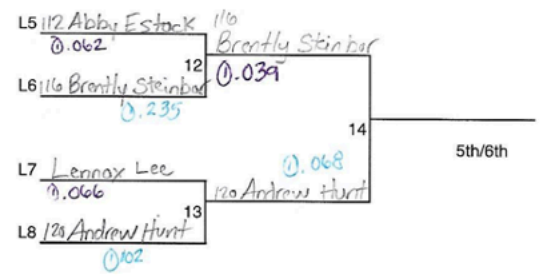 L5 112 Abby Estock
① .062
12
L6 116 Brently Steinbar
① .235
116
Brently Steinbar
① .039
14
5th/6th
① .068
L7 Lennox Lee
① .066
13
120 Andrew Hunt
L8 120 Andrew Hunt
① 102